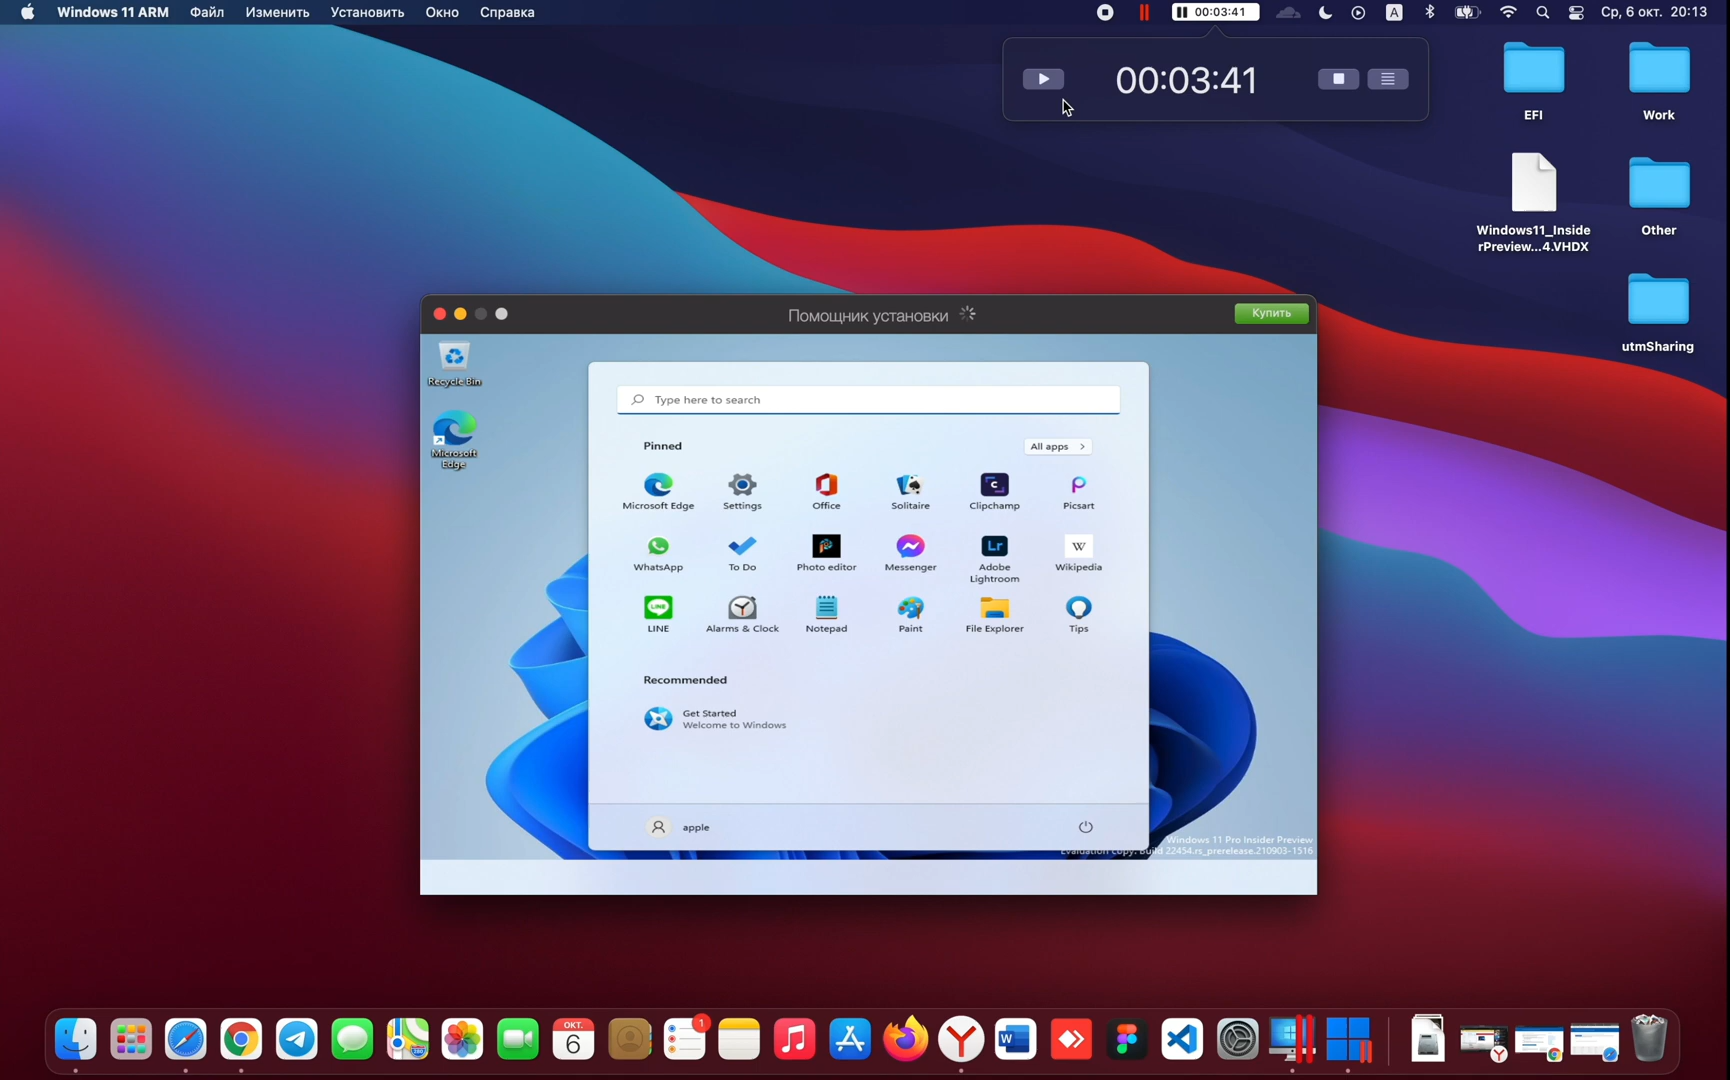 Windows 11 ARM Файл Изменить Установить Окно Справка
00:03:41
A
Ср, 6 окт. 20:13
00:03:41
EFI
Work
Windows11_Inside
rPreview...4.VHDX
Other
utmSharing
Помощник установки
Купить
Recycle Bin
Microsoft
Edge
Type here to search
Pinned
All apps >
Microsoft Edge Settings Office Solitaire Clipchamp Picsart
WhatsApp To Do Photo editor Messenger Adobe Wikipedia
Lightroom
LINE Alarms & Clock Notepad Paint File Explorer Tips
Recommended
Get Started
Welcome to Windows
apple
Windows 11 Pro Insider Preview
Evaluation copy. Build 22454.rs_prerelease.210903-1516
ОКТ.
6
1